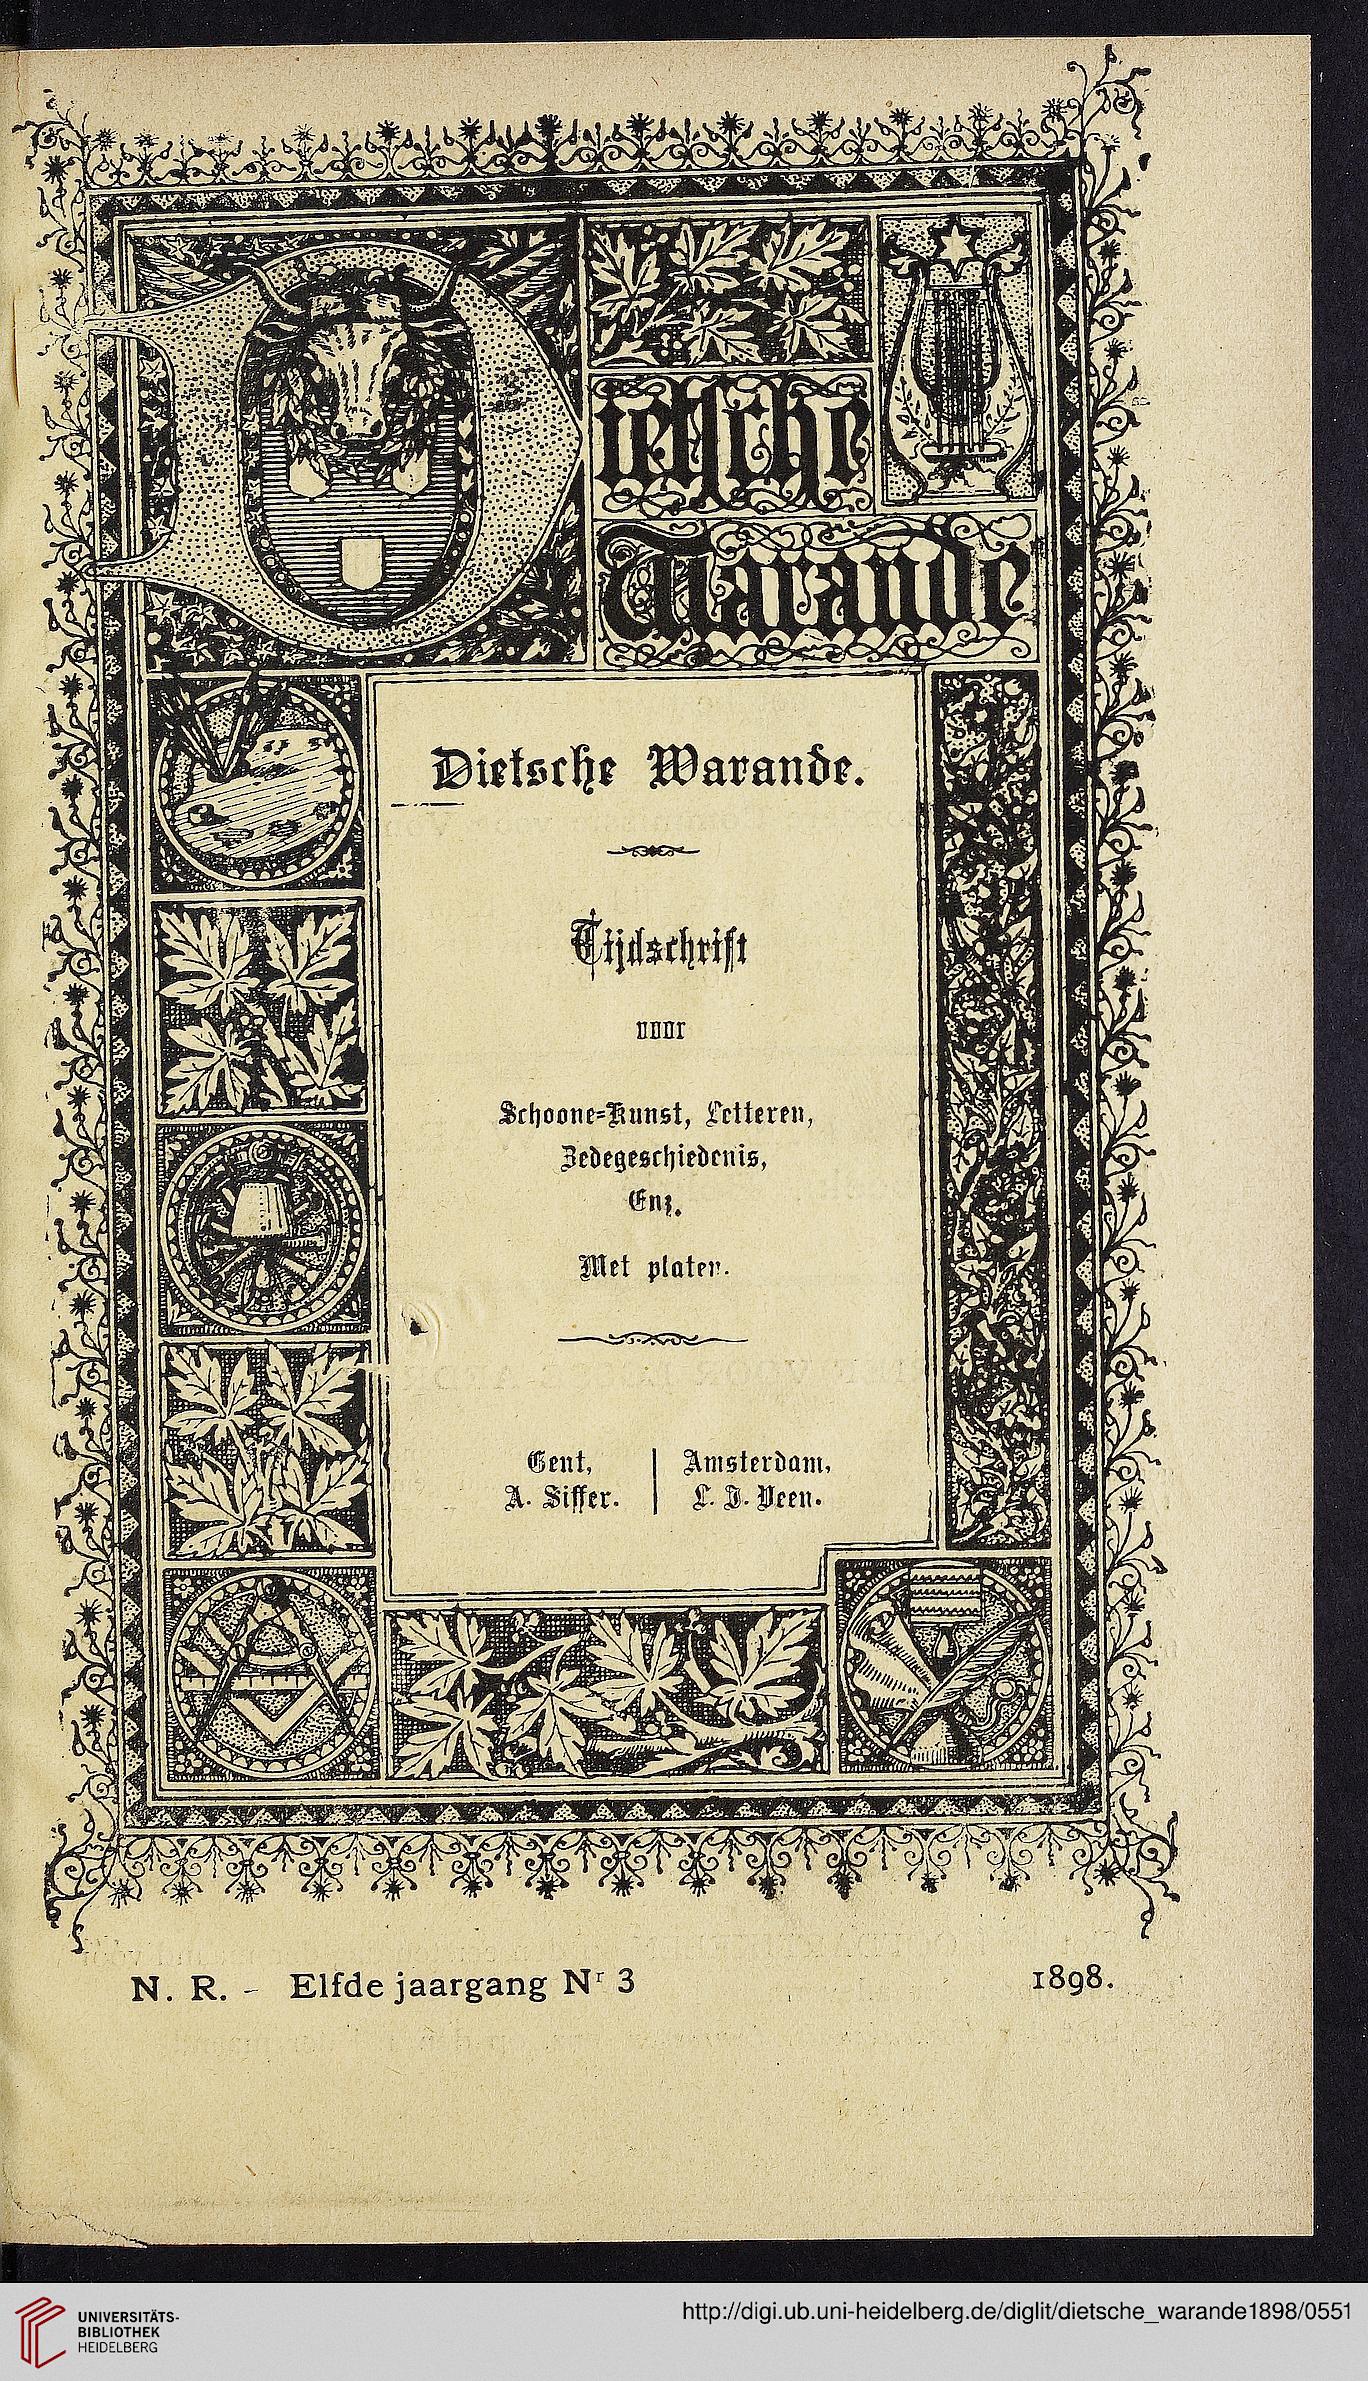 Dietsche
Warande
Dietsche Warande.
Tijdschrift
voor
Schoone=Kunst, Letteren,
Zedegeschiedenis,
Enz.
Met platen.
Gent,
A. Siffer.
Amsterdam,
L. J. Veen.
N. R. - Elfde jaargang Nr 3
1898.
UNIVERSITÄTS-
BIBLIOTHEK
HEIDELBERG
http://digi.ub.uni-heidelberg.de/diglit/dietsche_warande1898/0551